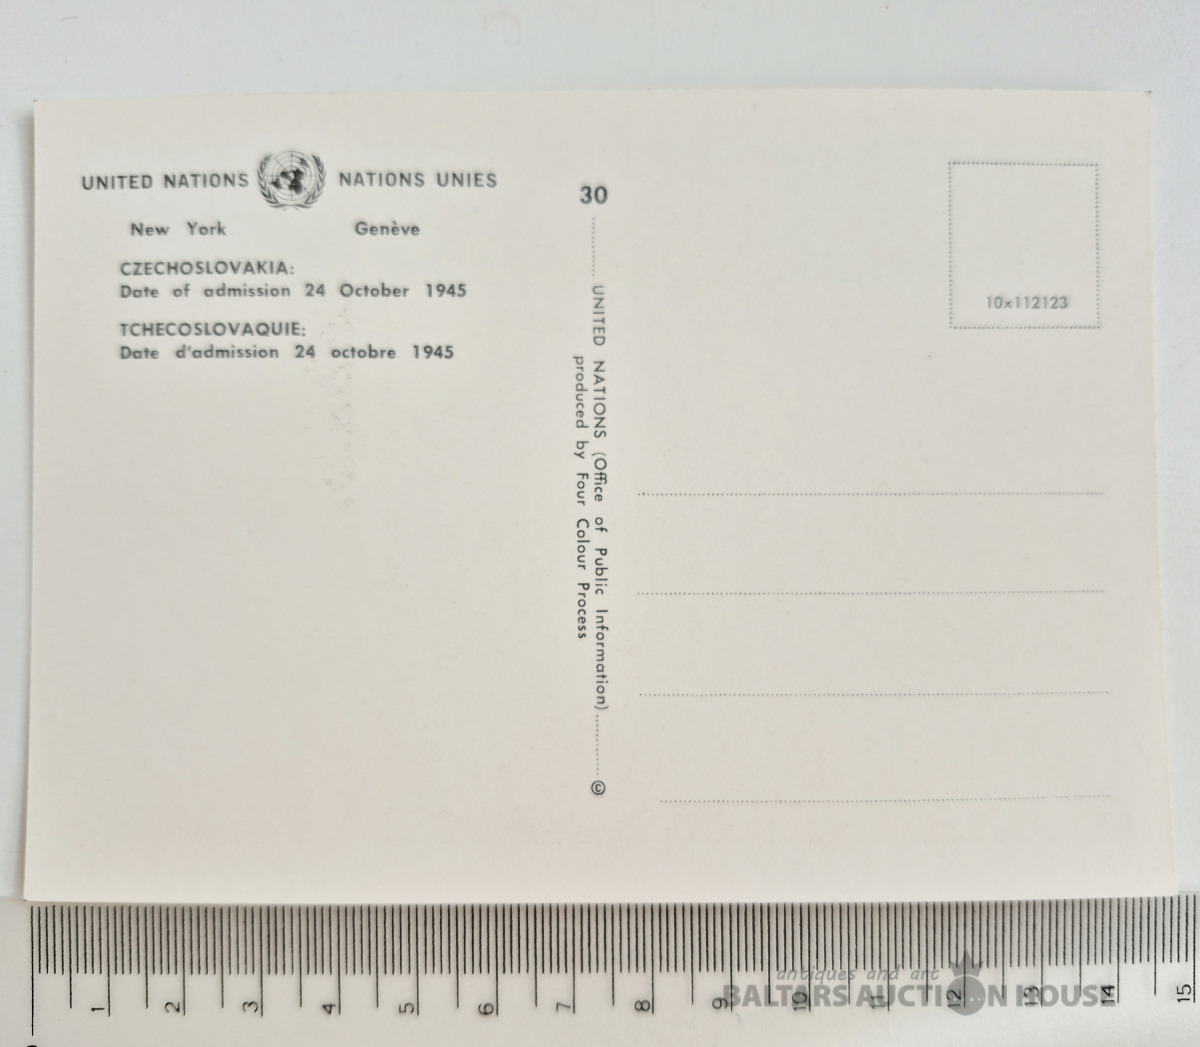 UNITED NATIONS NATIONS UNIES
New York Genève
CZECHOSLOVAKIA:
Date of admission 24 October 1945
TCHECOSLOVAQUIE:
Date d'admission 24 octobre 1945
30
UNITED NATIONS (Office of Public Information)
produced by Four Colour Process
©
10x112123
1 2 3 4 5 6 7 8 9 10 11 12 13 14 15
antiques and art
BALTARS AUCTION HOUSE